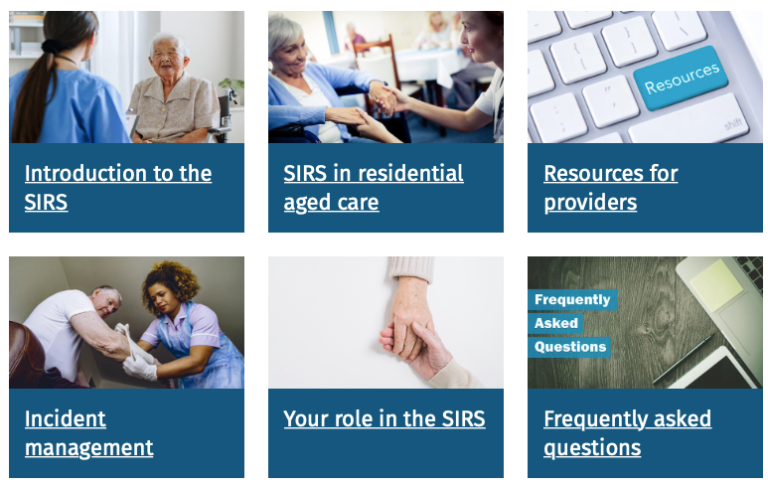 Resources
shift
Introduction to the
SIRS
SIRS in residential
aged care
Resources for
providers
Frequently
Asked
Questions
Incident
management
Your role in the SIRS
Frequently asked
questions